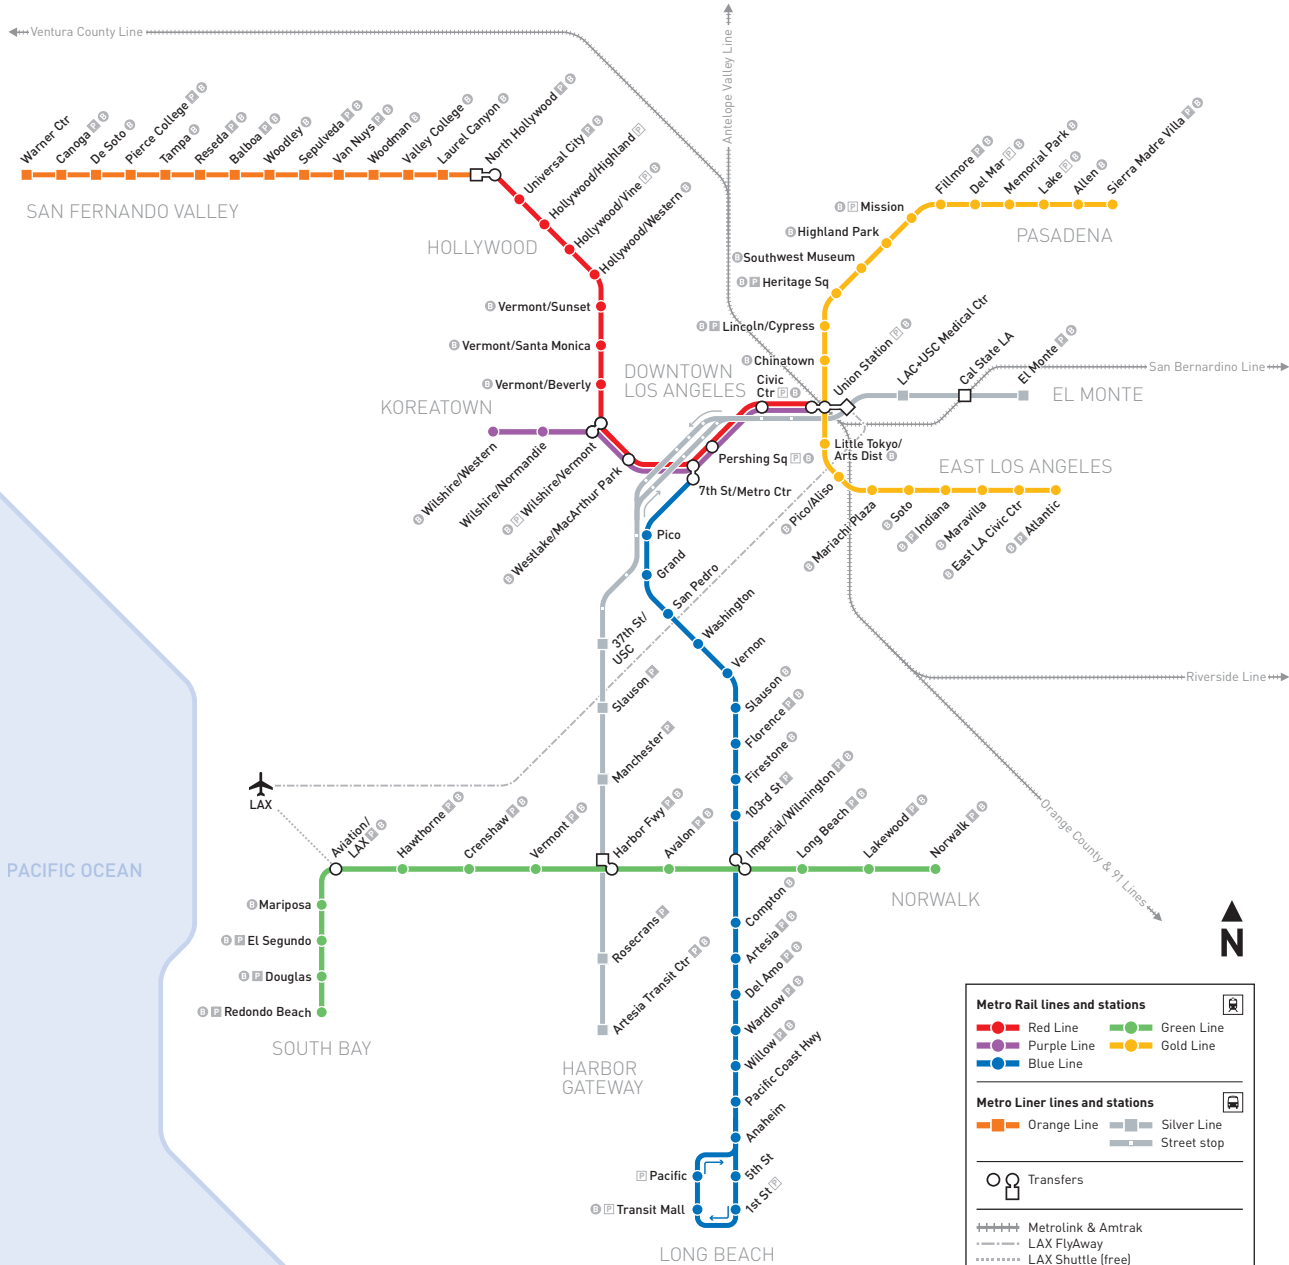 Ventura County Line
Antelope Valley Line
Warner Ctr
Canoga P B
De Soto B
Pierce College P B
Tampa B
Reseda P B
Balboa P B
Woodley B
Sepulveda P B
Van Nuys P B
Woodman B
Valley College B
Laurel Canyon B
North Hollywood P B
SAN FERNANDO VALLEY
Universal City P B
Hollywood/Highland P
Hollywood/Vine P B
Hollywood/Western B
HOLLYWOOD
B Vermont/Sunset
B Vermont/Santa Monica
B Vermont/Beverly
KOREATOWN
B Wilshire/Western
Wilshire/Normandie
B P Wilshire/Vermont
B Westlake/MacArthur Park
DOWNTOWN
LOS ANGELES
Civic
Ctr P B
Pershing Sq P B
7th St/Metro Ctr
Fillmore P B
Del Mar P B
Memorial Park B
Lake P B
Allen B
Sierra Madre Villa P B
PASADENA
B P Mission
B Highland Park
B Southwest Museum
B P Heritage Sq
B P Lincoln/Cypress
B Chinatown
Union Station P B
LAC+USC Medical Ctr
Cal State LA
El Monte P B
EL MONTE
San Bernardino Line
Little Tokyo/
Arts Dist B
EAST LOS ANGELES
B Pico/Aliso
B Mariachi Plaza
B Soto
B P Indiana
B Maravilla
B East LA Civic Ctr
B P Atlantic
Riverside Line
Orange County & 91 Lines
Pico
Grand
San Pedro
Washington
Vernon
Slauson B
Florence P B
Firestone B
103rd St P
Imperial/Wilmington P B
37th St/
USC
Slauson P
Manchester P
Harbor Fwy P B
Rosecrans P
Artesia Transit Ctr P B
HARBOR
GATEWAY
LAX
Aviation/
LAX P B
Hawthorne P B
Crenshaw P B
Vermont P B
Avalon P B
Long Beach P B
Lakewood P B
Norwalk P B
NORWALK
B Mariposa
B P El Segundo
B P Douglas
B P Redondo Beach
SOUTH BAY
PACIFIC OCEAN
Compton B
Artesia P B
Del Amo P B
Wardlow P B
Willow P B
Pacific Coast Hwy
Anaheim
5th St
1st St P
P Pacific
B P Transit Mall
LONG BEACH
N
Metro Rail lines and stations
Red Line
Green Line
Purple Line
Gold Line
Blue Line
Metro Liner lines and stations
Orange Line
Silver Line
Street stop
Transfers
Metrolink & Amtrak
LAX FlyAway
LAX Shuttle (free)